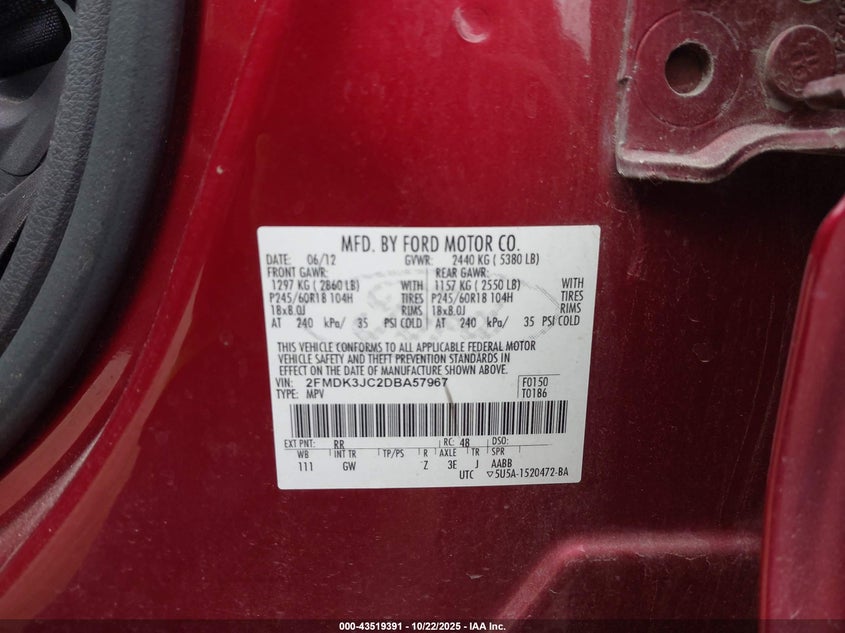 MFD. BY FORD MOTOR CO.
DATE: 06/12 GVWR: 2440 KG ( 5380 LB)
FRONT GAWR: REAR GAWR:
1297 KG ( 2860 LB) WITH 1157 KG ( 2550 LB) WITH
P245/60R18 104H TIRES P245/60R18 104H TIRES
18x8.0J RIMS 18x8.0J RIMS
AT 240 kPa/ 35 PSI COLD AT 240 kPa/ 35 PSI COLD
THIS VEHICLE CONFORMS TO ALL APPLICABLE FEDERAL MOTOR
VEHICLE SAFETY AND THEFT PREVENTION STANDARDS IN
EFFECT ON THE DATE OF MANUFACTURE SHOWN ABOVE.
VIN: 2FMDK3JC2DBA57967 F0150
TYPE: MPV T01B6
EXT PNT: RR RC: 48 DSO:
WB INT TR TP/PS R AXLE TR SPR
111 GW Z 3E J AABB
UTC ▽5U5A-1520472-BA
000-43519391 - 10/22/2025 - IAA Inc.